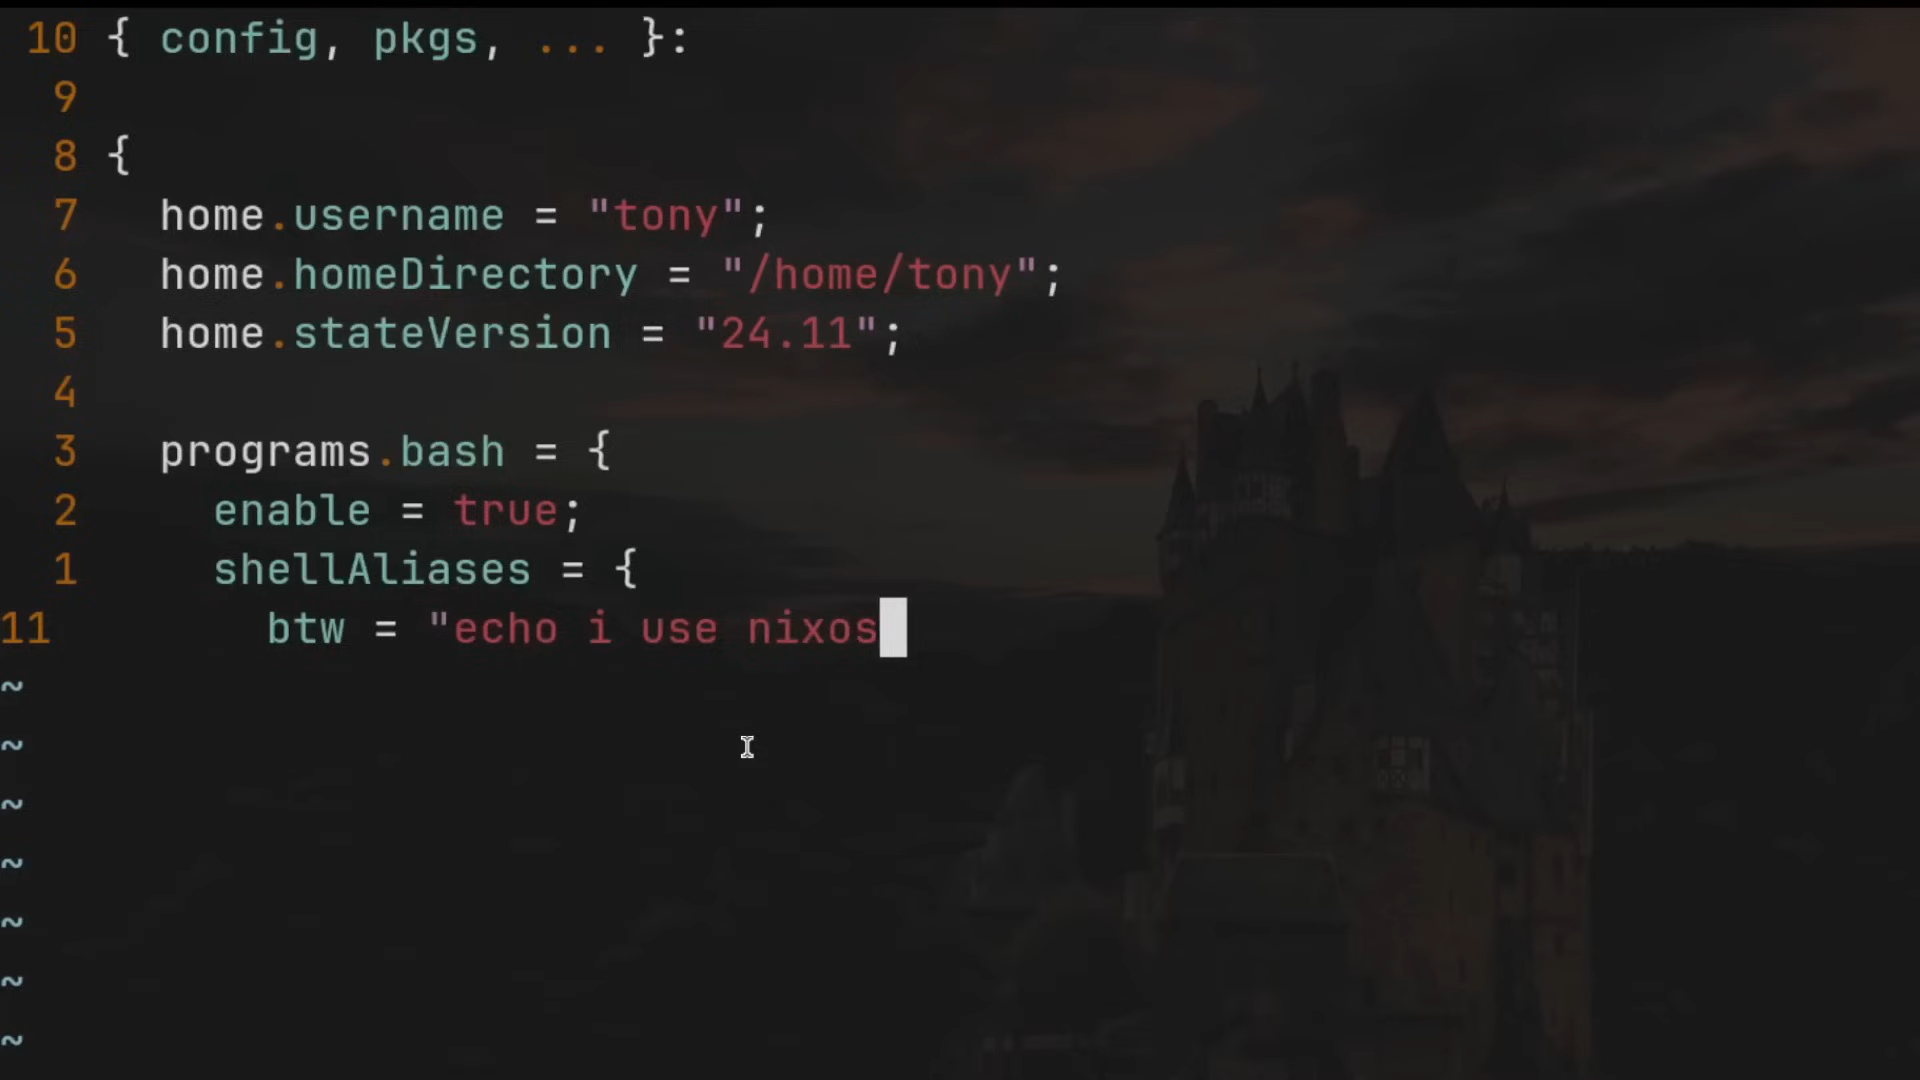 10 { config, pkgs, ... }:
9
8 {
7   home.username = "tony";
6   home.homeDirectory = "/home/tony";
5   home.stateVersion = "24.11";
4
3   programs.bash = {
2     enable = true;
1     shellAliases = {
11       btw = "echo i use nixos
~
~
~
~
~
~
~